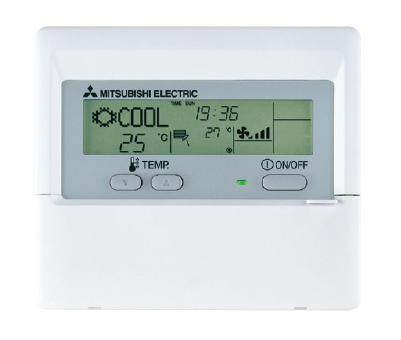 MITSUBISHI ELECTRIC
TIME SUN
COOL 19:36
25 °C 27 °C
TEMP. ON/OFF